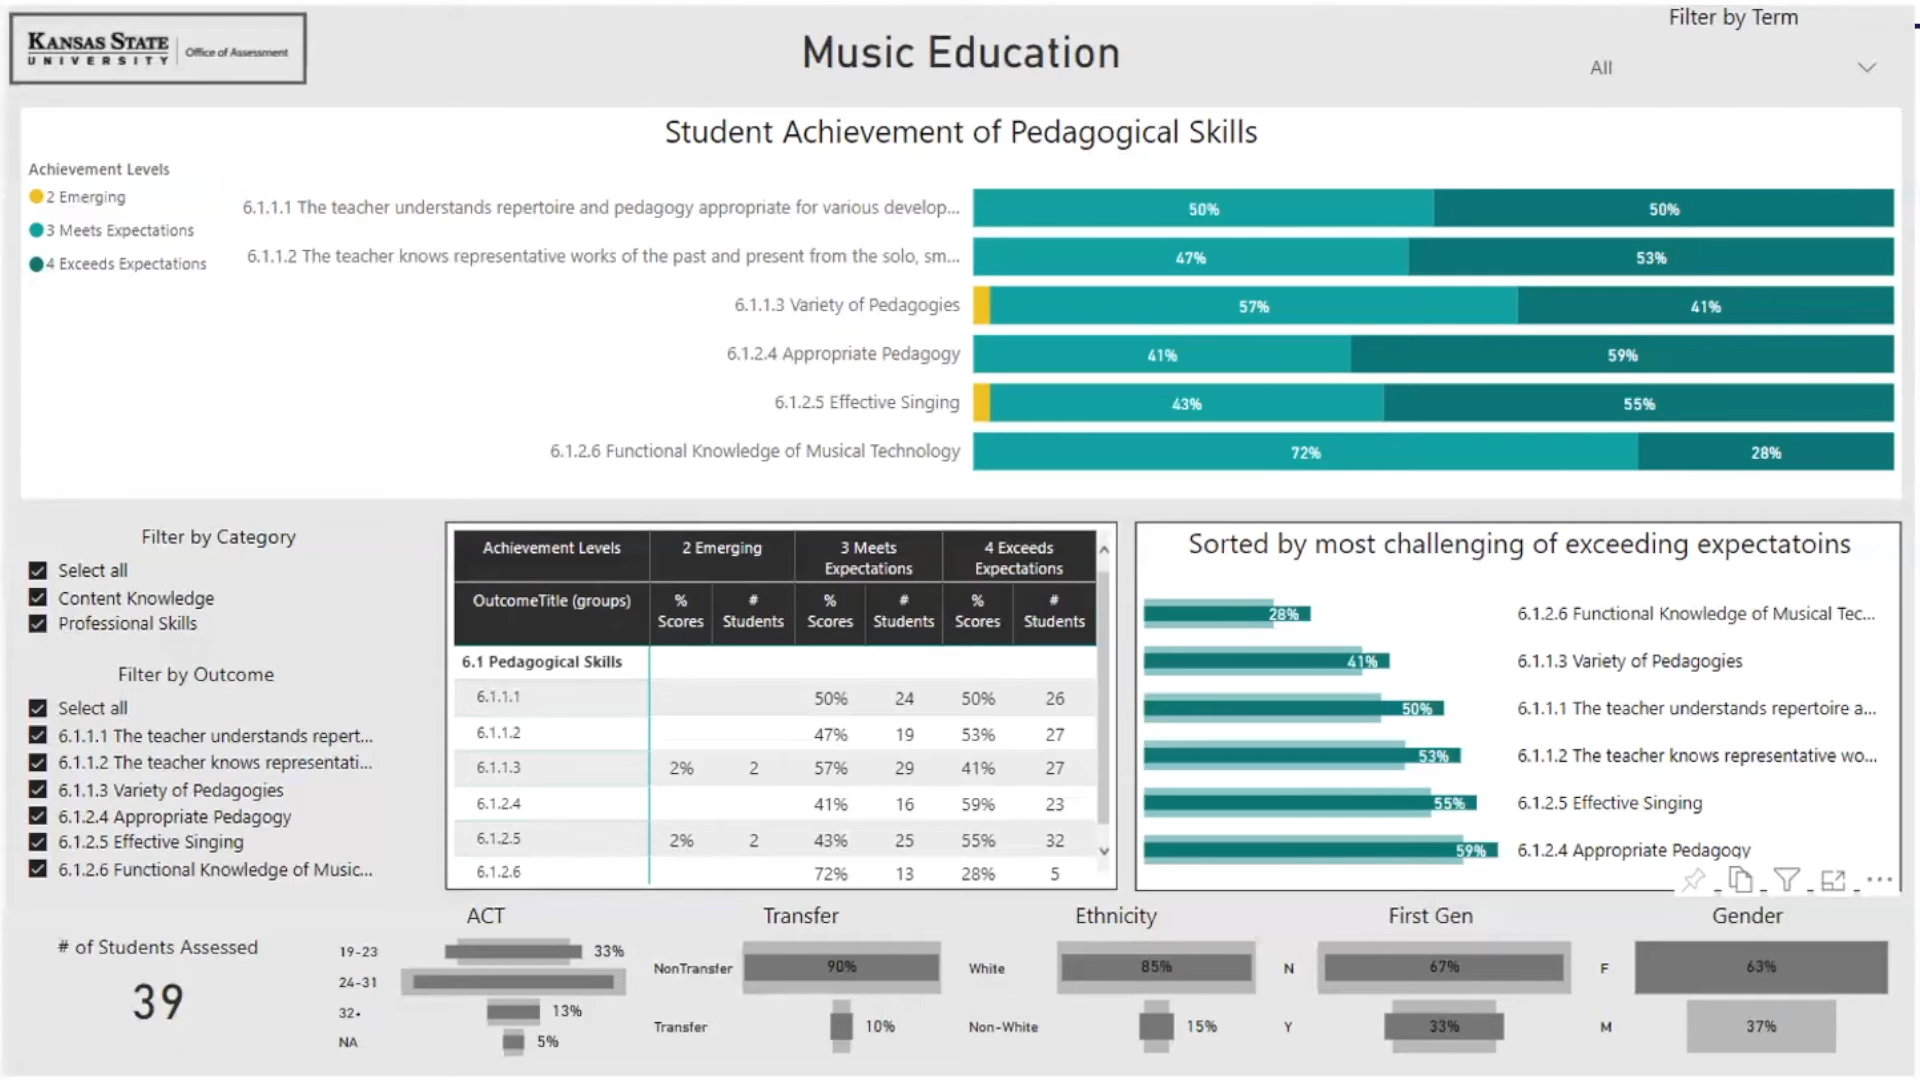 KANSAS STATE
UNIVERSITY
Office of Assessment
Music Education
Filter by Term
All
Student Achievement of Pedagogical Skills
Achievement Levels
2 Emerging
3 Meets Expectations
4 Exceeds Expectations
6.1.1.1 The teacher understands repertoire and pedagogy appropriate for various develop... 50% 50%
6.1.1.2 The teacher knows representative works of the past and present from the solo, sm... 47% 53%
6.1.1.3 Variety of Pedagogies 57% 41%
6.1.2.4 Appropriate Pedagogy 41% 59%
6.1.2.5 Effective Singing 43% 55%
6.1.2.6 Functional Knowledge of Musical Technology 72% 28%
Filter by Category
Select all
Content Knowledge
Professional Skills
Filter by Outcome
Select all
6.1.1.1 The teacher understands repert...
6.1.1.2 The teacher knows representati...
6.1.1.3 Variety of Pedagogies
6.1.2.4 Appropriate Pedagogy
6.1.2.5 Effective Singing
6.1.2.6 Functional Knowledge of Music...
Achievement Levels 2 Emerging 3 Meets Expectations 4 Exceeds Expectations
OutcomeTitle (groups) % Scores # Students % Scores # Students % Scores # Students
6.1 Pedagogical Skills
6.1.1.1 50% 24 50% 26
6.1.1.2 47% 19 53% 27
6.1.1.3 2% 2 57% 29 41% 27
6.1.2.4 41% 16 59% 23
6.1.2.5 2% 2 43% 25 55% 32
6.1.2.6 72% 13 28% 5
Sorted by most challenging of exceeding expectatoins
28% 6.1.2.6 Functional Knowledge of Musical Tec...
41% 6.1.1.3 Variety of Pedagogies
50% 6.1.1.1 The teacher understands repertoire a...
53% 6.1.1.2 The teacher knows representative wo...
55% 6.1.2.5 Effective Singing
59% 6.1.2.4 Appropriate Pedagogy
# of Students Assessed
39
ACT
19-23 33%
24-31
32+ 13%
NA 5%
Transfer
NonTransfer 90%
Transfer 10%
Ethnicity
White 85%
Non-White 15%
First Gen
N 67%
Y 33%
Gender
F 63%
M 37%